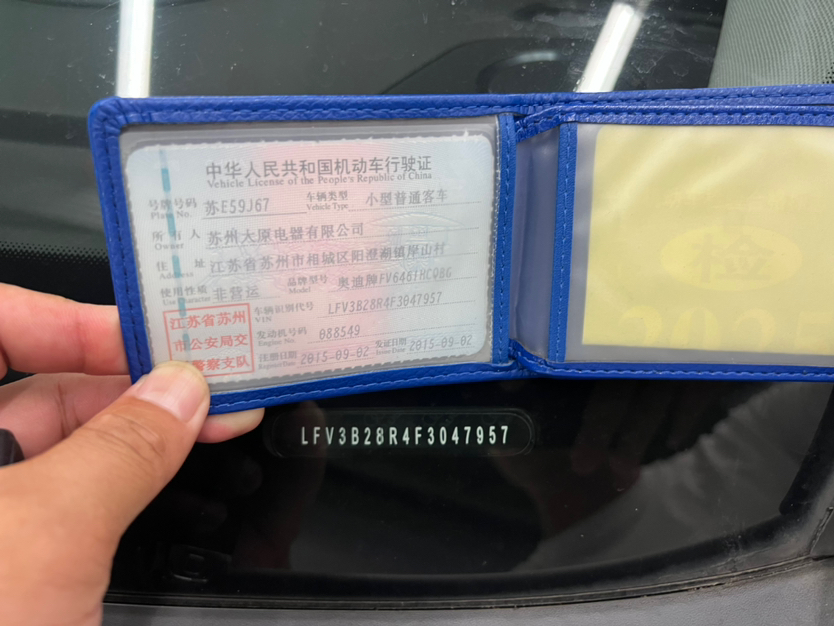 中华人民共和国机动车行驶证
Vehicle License of the People's Republic of China
号牌号码 苏E59J67 车辆类型 小型普通客车
Plate No. Vehicle Type
所有人 苏州大原电器有限公司
Owner
住址 江苏省苏州市相城区阳澄湖镇岸山村
Address
使用性质 非营运 品牌型号 奥迪牌FV6461HCQBG
Use Character Model
车辆识别代号 LFV3B28R4F3047957
VIN
发动机号码 088549
Engine No.
注册日期 2015-09-02 发证日期 2015-09-02
Register Date Issue Date
江苏省苏州
市公安局交
警察支队
检
LFV3B28R4F3047957